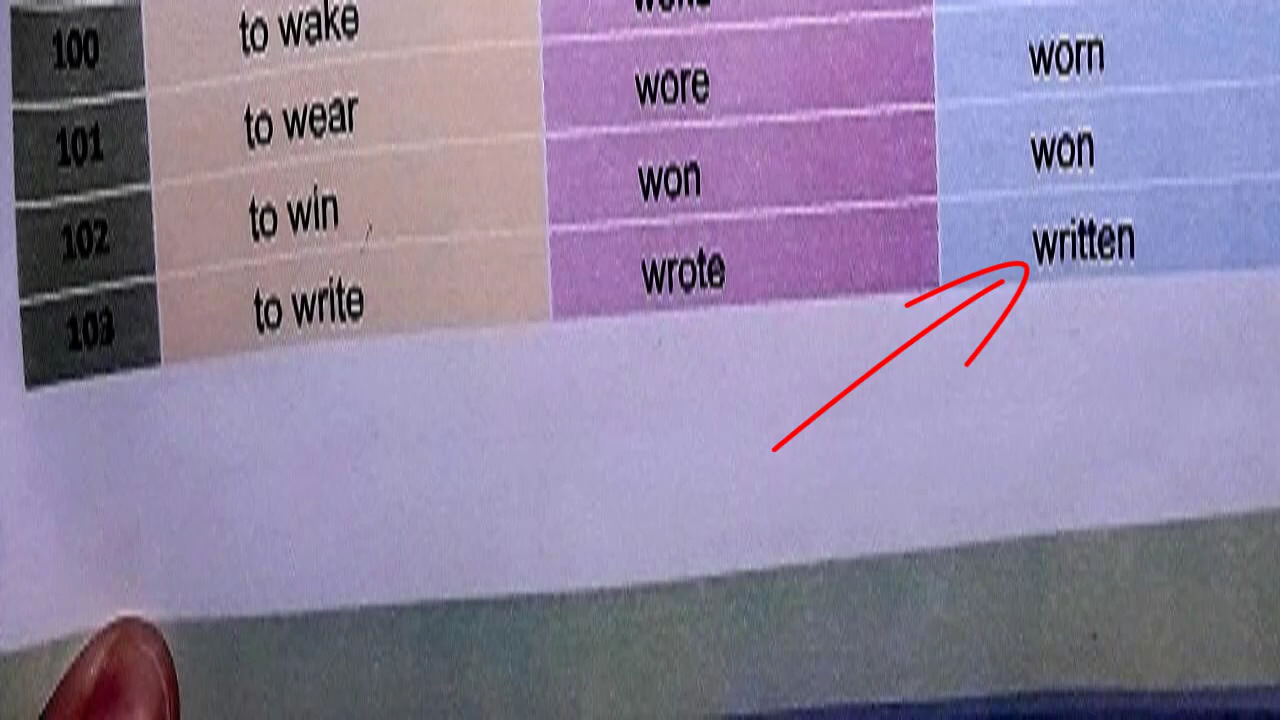 100 to wake
101 to wear wore worn
102 to win won won
103 to write wrote written